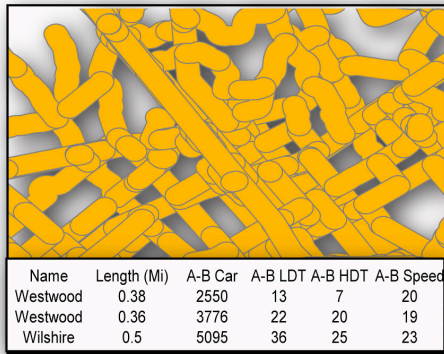 Name Length (Mi) A-B Car A-B LDT A-B HDT A-B Speed
Westwood 0.38 2550 13 7 20
Westwood 0.36 3776 22 20 19
Wilshire 0.5 5095 36 25 23